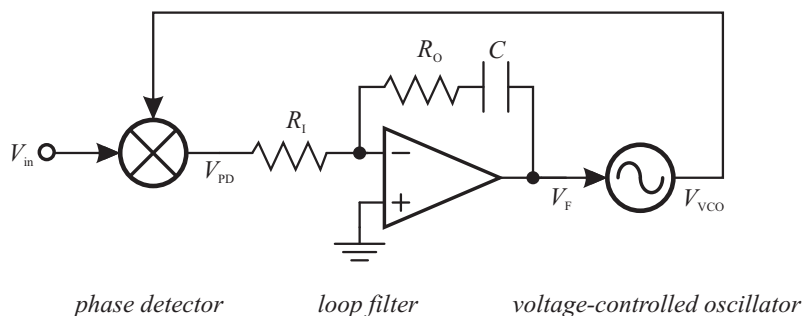 R_O C
R_I
V_in
V_PD
−
+
V_F
V_VCO
phase detector loop filter voltage-controlled oscillator